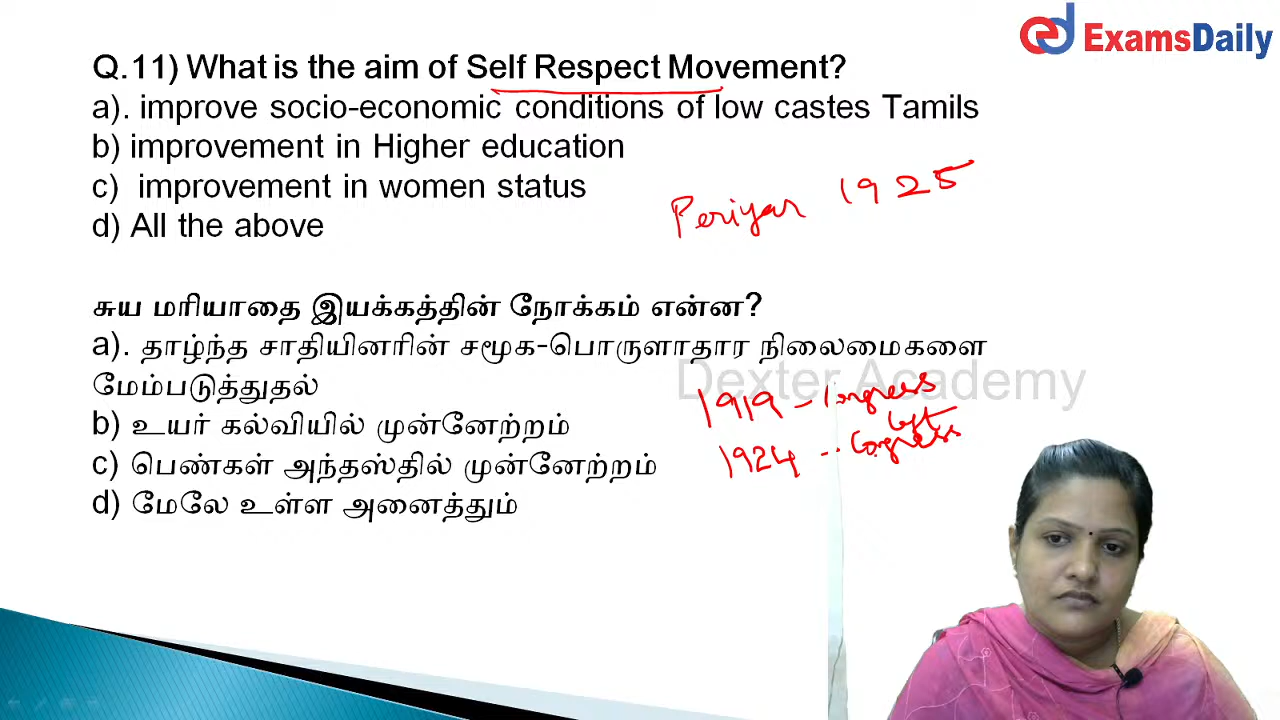 ExamsDaily
Q.11) What is the aim of Self Respect Movement?
a). improve socio-economic conditions of low castes Tamils
b) improvement in Higher education
c) improvement in women status
d) All the above
Periyar 1925
சுய மரியாதை இயக்கத்தின் நோக்கம் என்ன?
a). தாழ்ந்த சாதியினரின் சமூக-பொருளாதார நிலைமைகளை
மேம்படுத்துதல்
Dexter Academy
1919 - Congress
b) உயர் கல்வியில் முன்னேற்றம்
left
1924 - Congress
c) பெண்கள் அந்தஸ்தில் முன்னேற்றம்
d) மேலே உள்ள அனைத்தும்